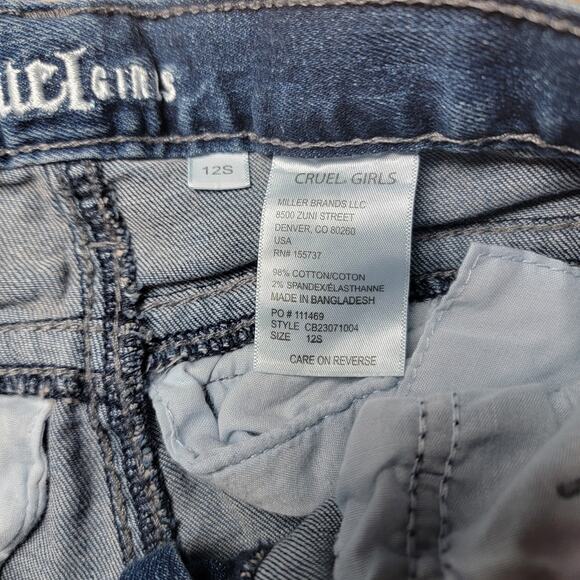 GIRLS
12S
CRUEL GIRLS
MILLER BRANDS LLC
8500 ZUNI STREET
DENVER, CO 80260
USA
RN# 155737
98% COTTON/COTON
2% SPANDEX/ÉLASTHANNE
MADE IN BANGLADESH
PO # 111469
STYLE CB23071004
SIZE 12S
CARE ON REVERSE